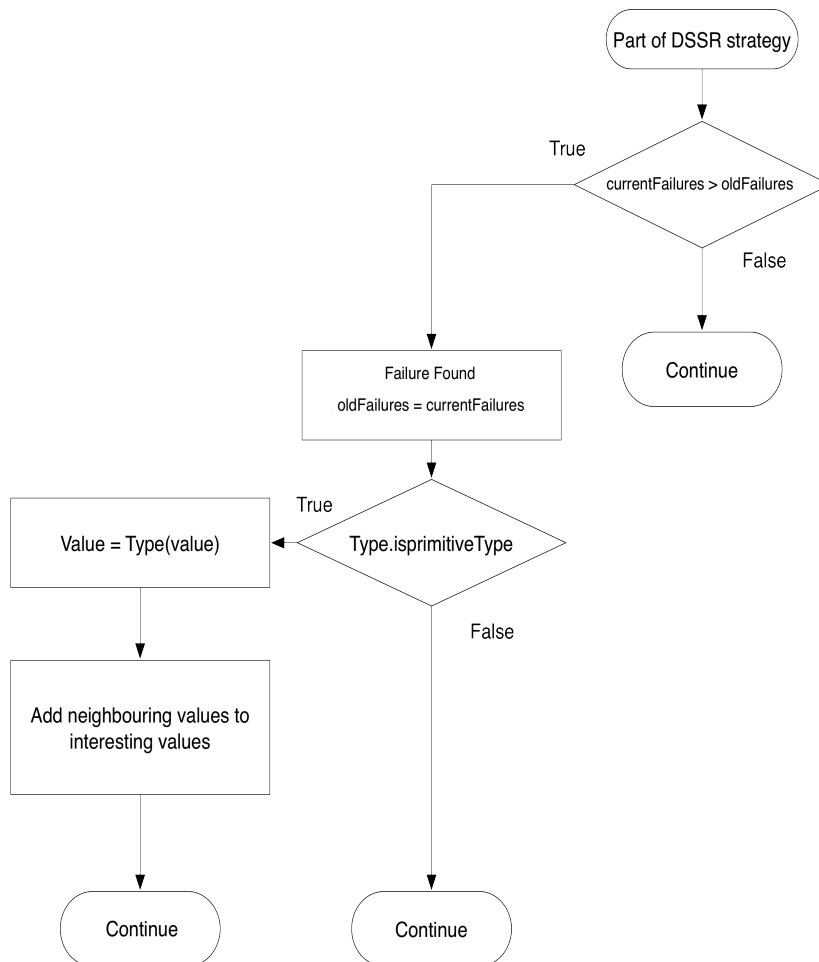 Part of DSSR strategy
True
currentFailures > oldFailures
False
Continue
Failure Found
oldFailures = currentFailures
True
Value = Type(value)
Type.isprimitiveType
False
Add neighbouring values to
interesting values
Continue
Continue